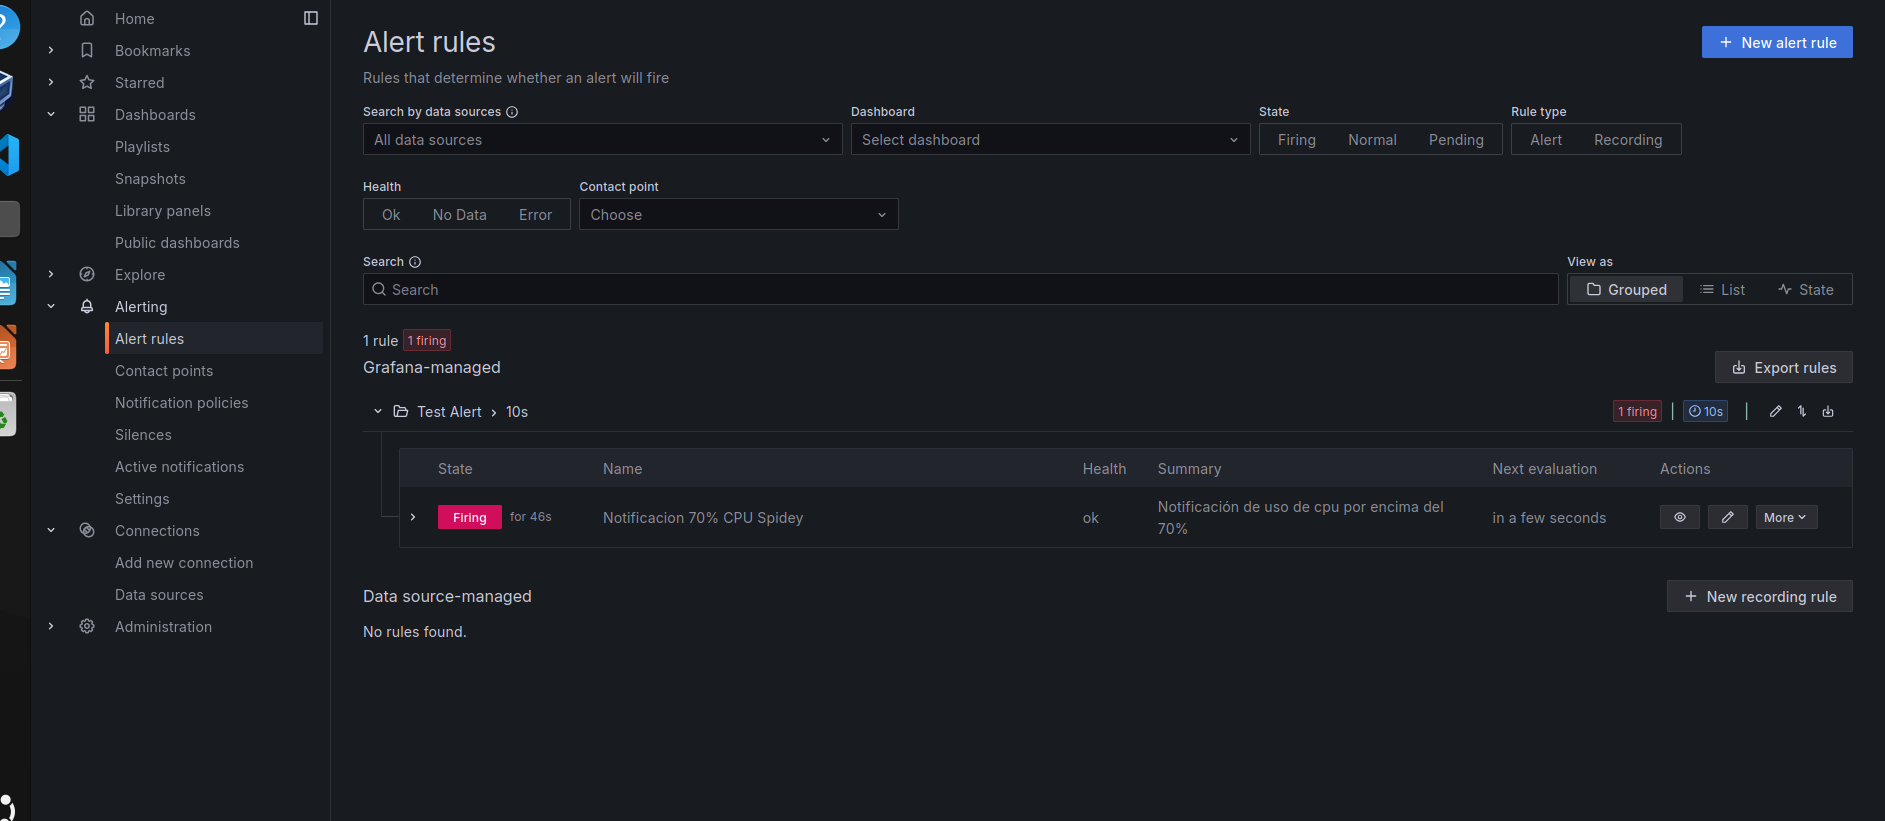 Home
Bookmarks
Starred
Dashboards
Playlists
Snapshots
Library panels
Public dashboards
Explore
Alerting
Alert rules
Contact points
Notification policies
Silences
Active notifications
Settings
Connections
Add new connection
Data sources
Administration
Alert rules
New alert rule
Rules that determine whether an alert will fire
Search by data sources Dashboard State Rule type
All data sources Select dashboard Firing Normal Pending Alert Recording
Health Contact point
Ok No Data Error Choose
Search View as
Search Grouped List State
1 rule 1 firing
Grafana-managed Export rules
Test Alert > 10s 1 firing | 10s |
State Name Health Summary Next evaluation Actions
Firing for 46s Notificacion 70% CPU Spidey ok Notificación de uso de cpu por encima del in a few seconds More
70%
Data source-managed New recording rule
No rules found.